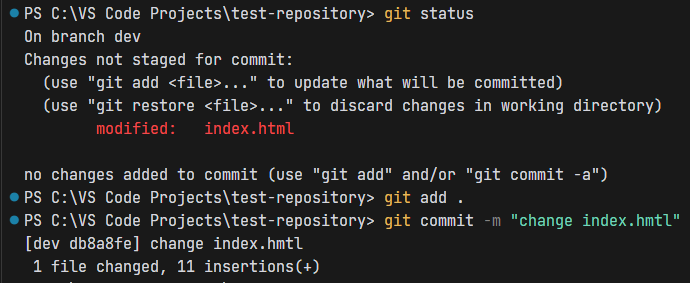 PS C:\VS Code Projects\test-repository> git status
On branch dev
Changes not staged for commit:
  (use "git add <file>..." to update what will be committed)
  (use "git restore <file>..." to discard changes in working directory)
        modified:   index.html

no changes added to commit (use "git add" and/or "git commit -a")
PS C:\VS Code Projects\test-repository> git add .
PS C:\VS Code Projects\test-repository> git commit -m "change index.hmtl"
[dev db8a8fe] change index.hmtl
 1 file changed, 11 insertions(+)